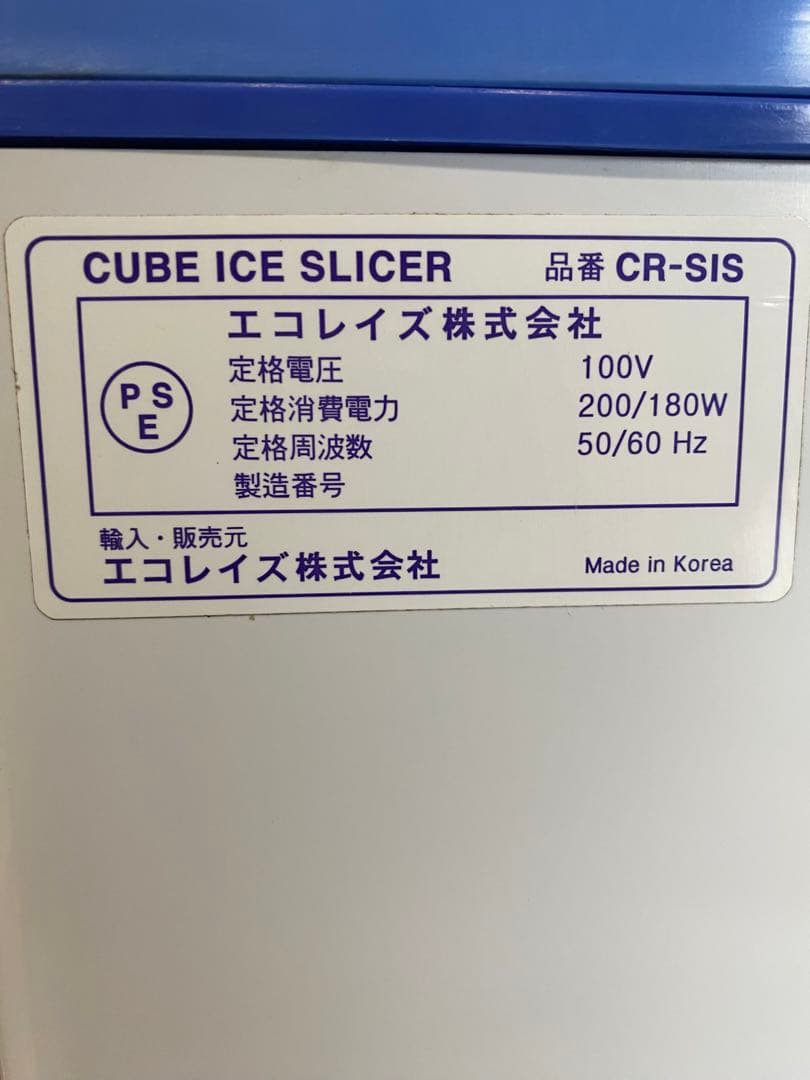 CUBE ICE SLICER 品番 CR-SIS
エコレイズ株式会社
PSE
定格電圧 100V
定格消費電力 200/180W
定格周波数 50/60 Hz
製造番号
輸入・販売元
エコレイズ株式会社 Made in Korea